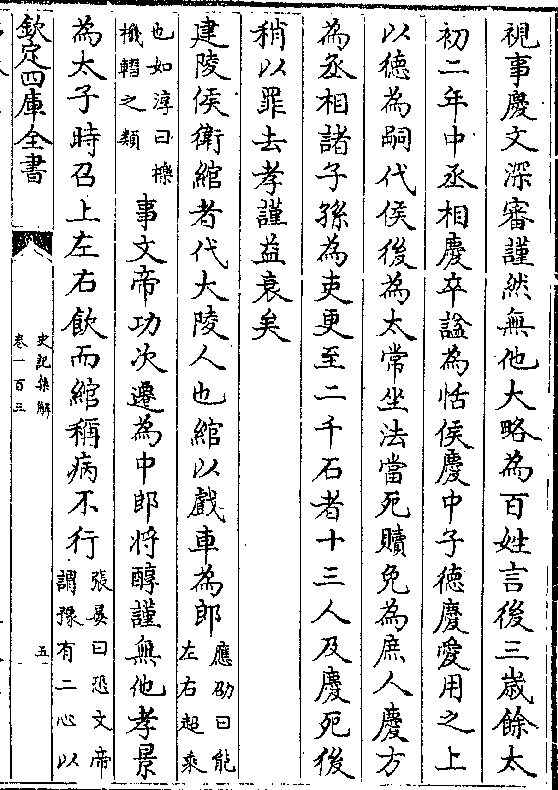 視事慶文深審謹然無他大略為百姓言後三歲餘太
初二年中丞相慶卒諡為恬侯慶中子徳慶愛用之上
以徳為嗣代侯後為太常坐法當死贖免為庶人慶方
為丞相諸子孫為吏更至二千石者十三人及慶死後
稍以罪去孝謹益衰矣
建陵侯衛綰者代大陵人也綰以戲車為郎應劭曰能左右超乘
也如淳曰櫟機轊之類事文帝功次遷為中郎將醇謹無他孝景
為太子時召上左右飲而綰稱病不行張晏曰恐文帝謂豫有二心以
欽定四庫全書
史記集解
卷一百三
五